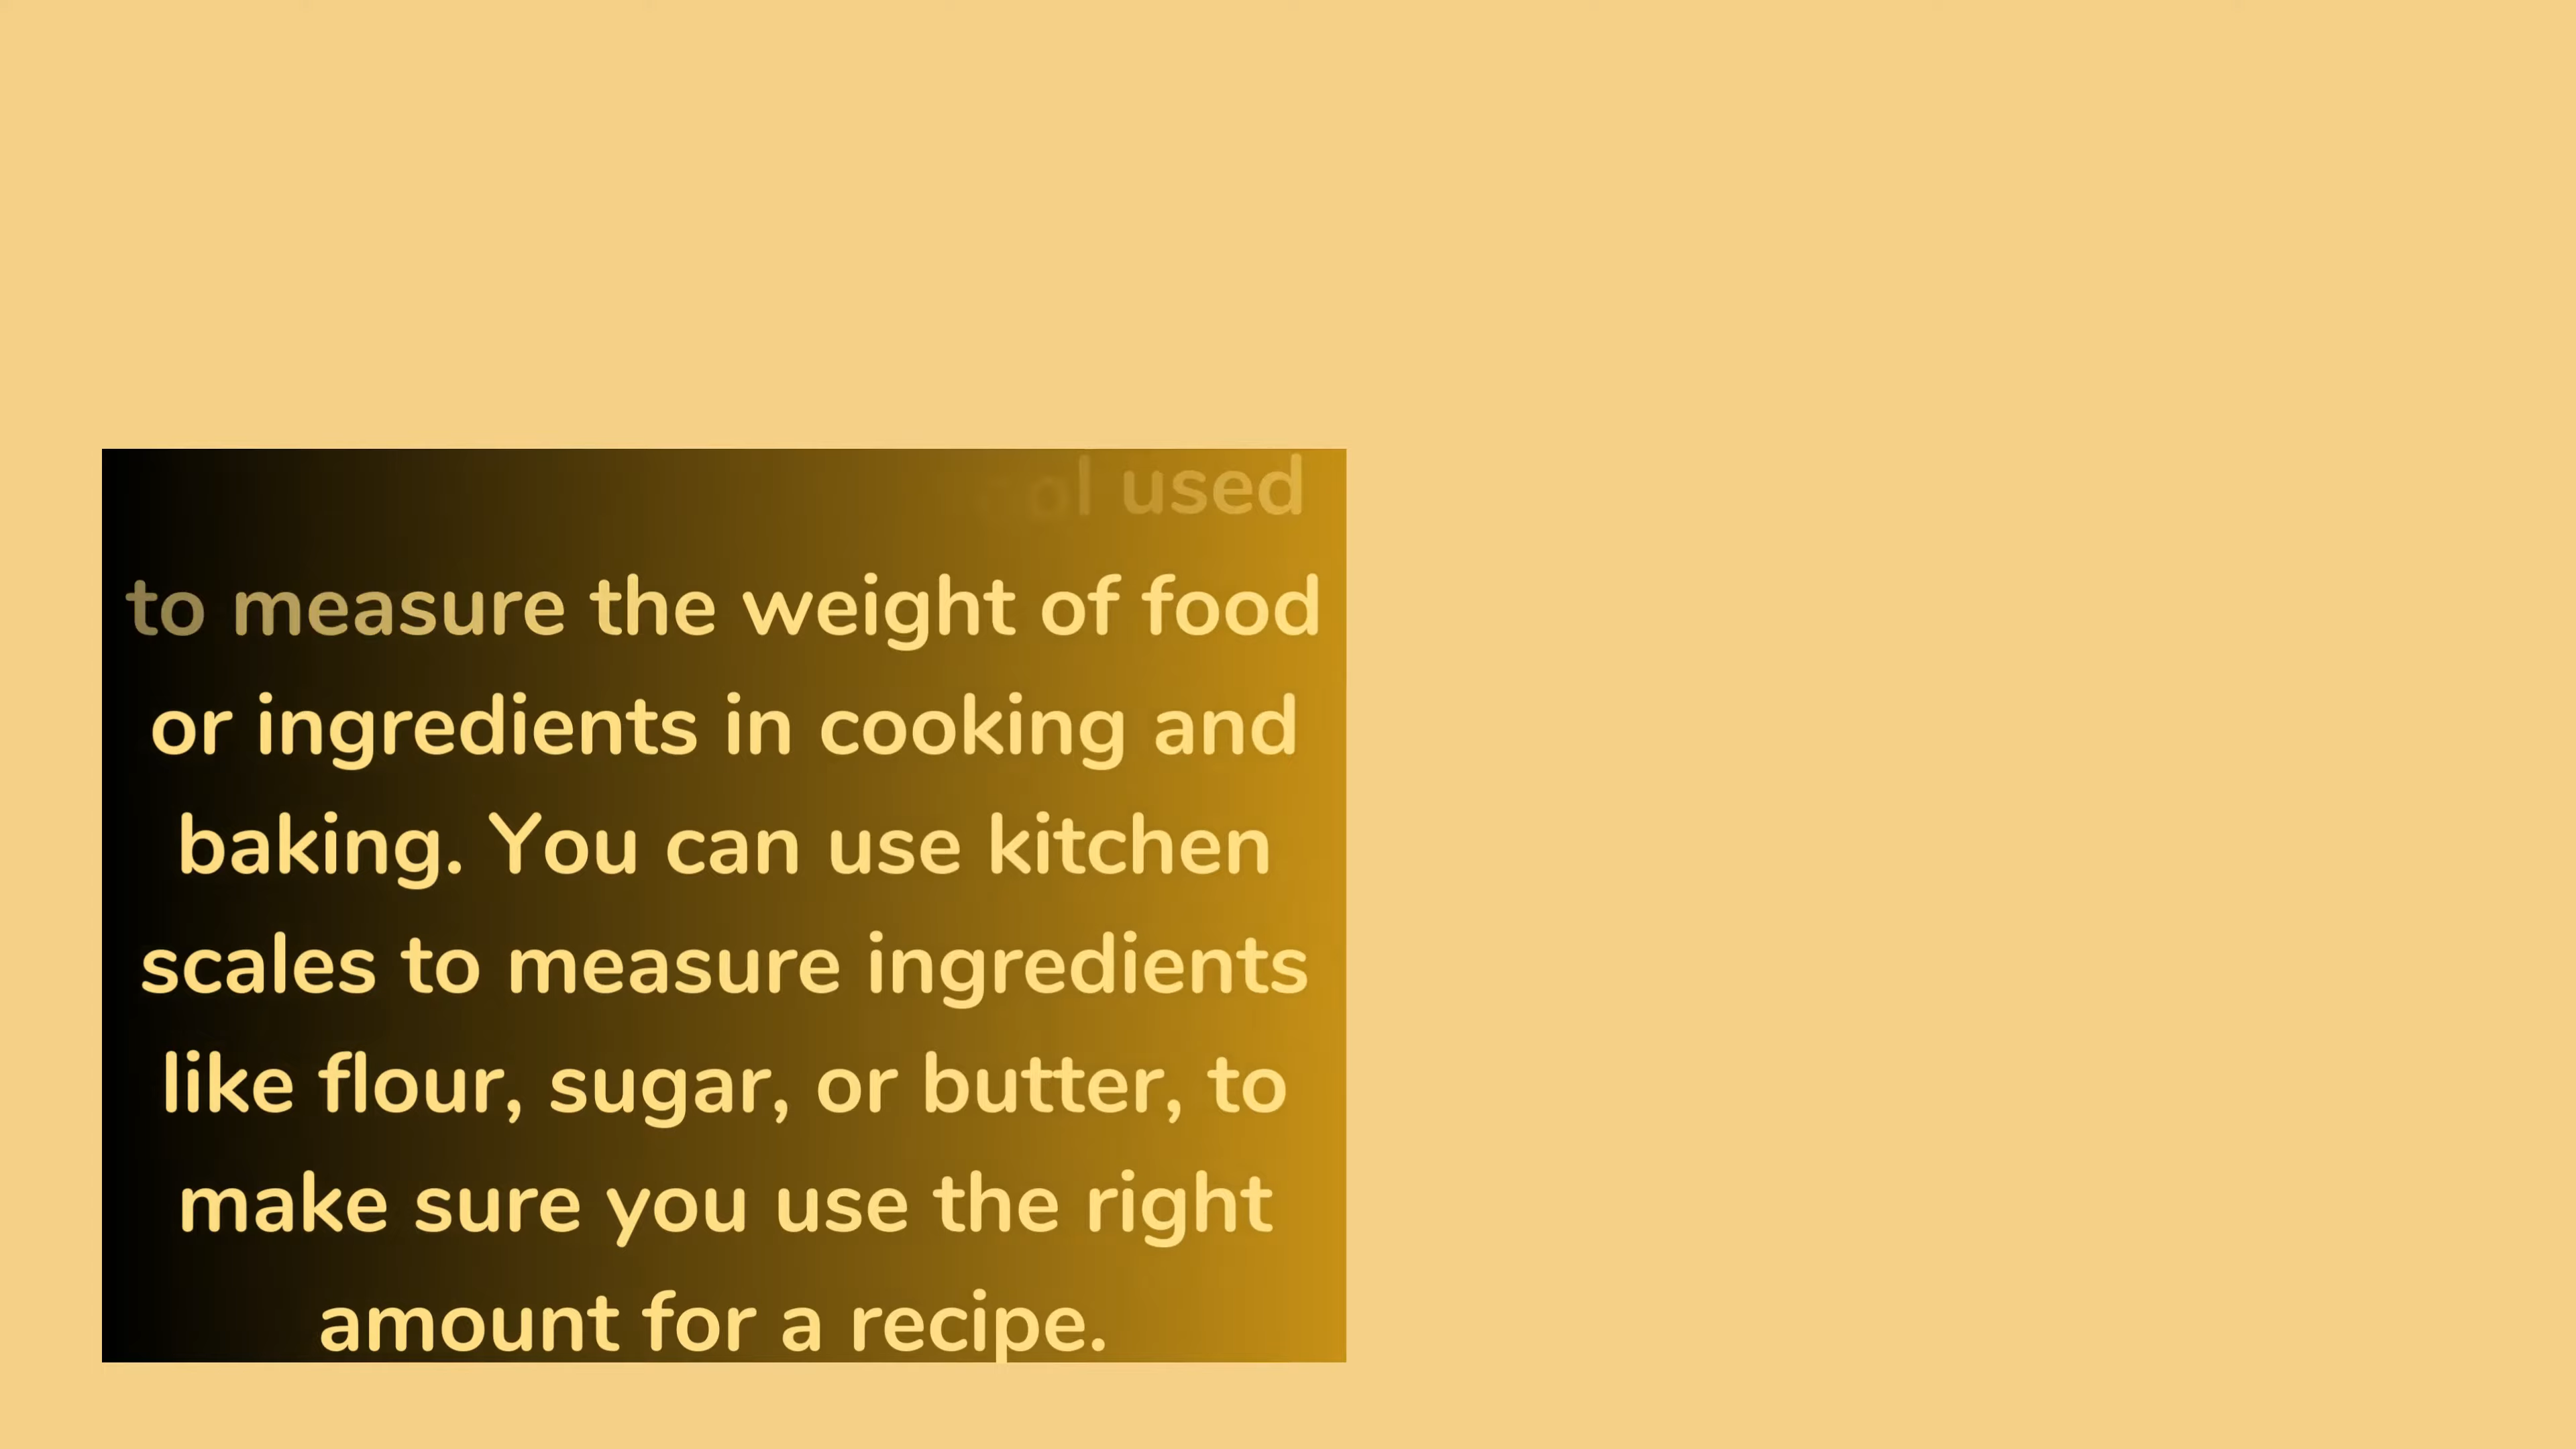 used
to measure the weight of food
or ingredients in cooking and
baking. You can use kitchen
scales to measure ingredients
like flour, sugar, or butter, to
make sure you use the right
amount for a recipe.